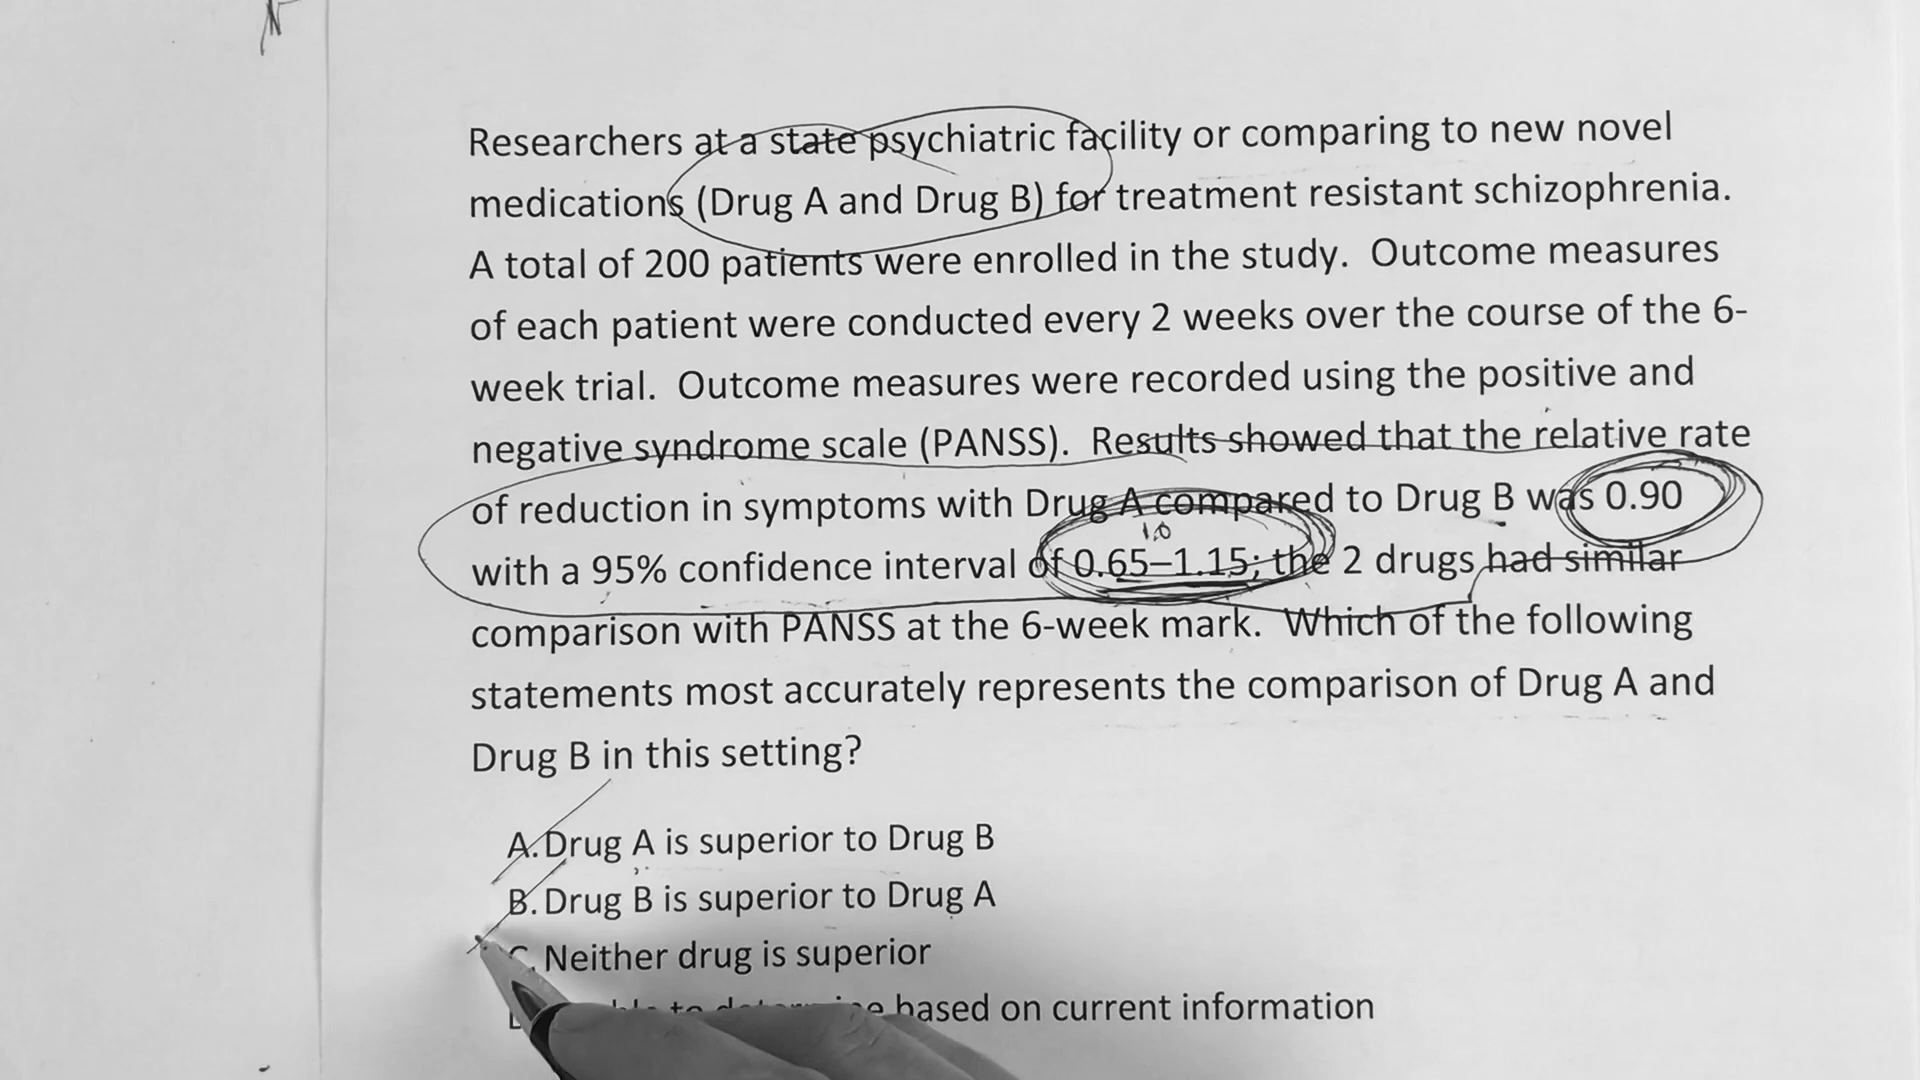 Researchers at a state psychiatric facility or comparing to new novel
medications (Drug A and Drug B) for treatment resistant schizophrenia.
A total of 200 patients were enrolled in the study. Outcome measures
of each patient were conducted every 2 weeks over the course of the 6-
week trial. Outcome measures were recorded using the positive and
negative syndrome scale (PANSS). Results showed that the relative rate
of reduction in symptoms with Drug A compared to Drug B was 0.90
1.0
with a 95% confidence interval of 0.65–1.15; the 2 drugs had similar
comparison with PANSS at the 6-week mark. Which of the following
statements most accurately represents the comparison of Drug A and
Drug B in this setting?
A. Drug A is superior to Drug B
B. Drug B is superior to Drug A
C. Neither drug is superior
to based on current information